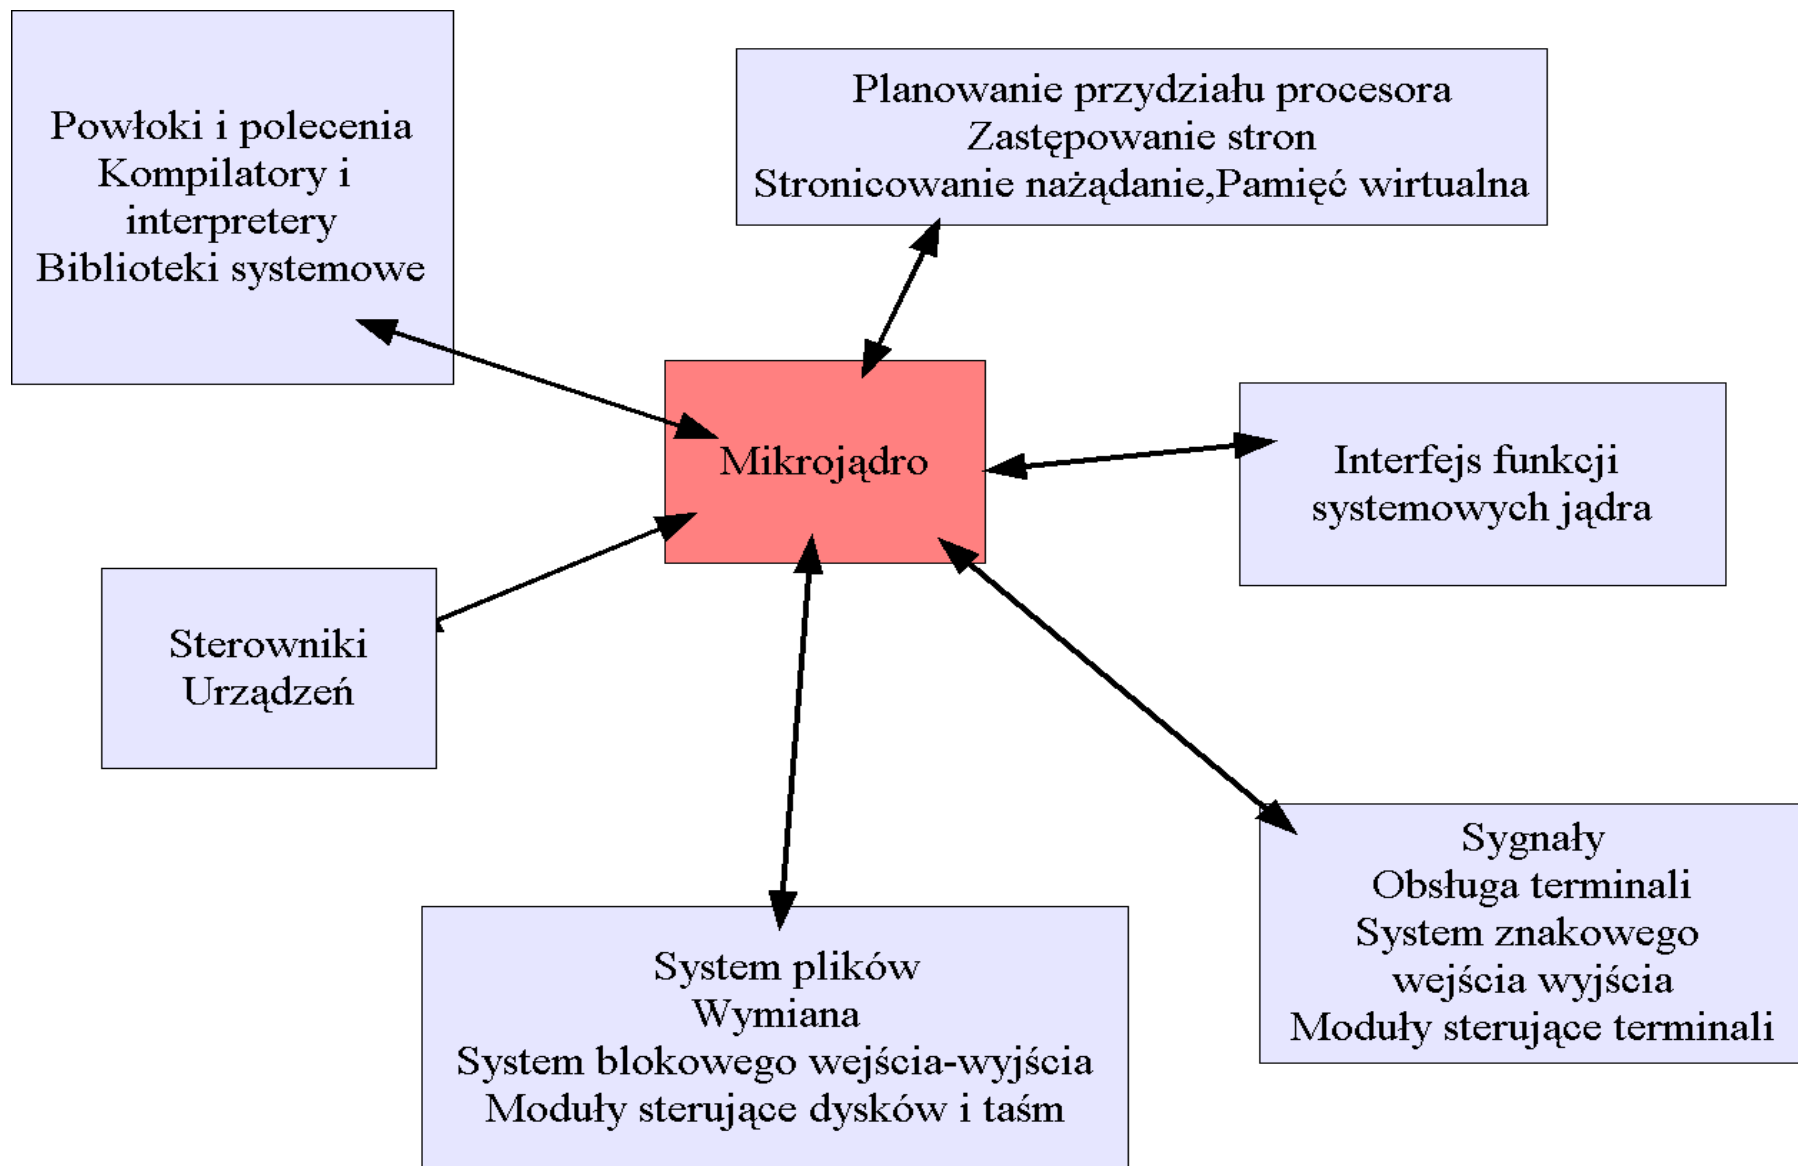 Powłoki i polecenia
Kompilatory i
interpretery
Biblioteki systemowe
Planowanie przydziału procesora
Zastępowanie stron
Stronicowanie nażądanie,Pamięć wirtualna
Mikrojądro
Interfejs funkcji
systemowych jądra
Sterowniki
Urządzeń
System plików
Wymiana
System blokowego wejścia-wyjścia
Moduły sterujące dysków i taśm
Sygnały
Obsługa terminali
System znakowego
wejścia wyjścia
Moduły sterujące terminali